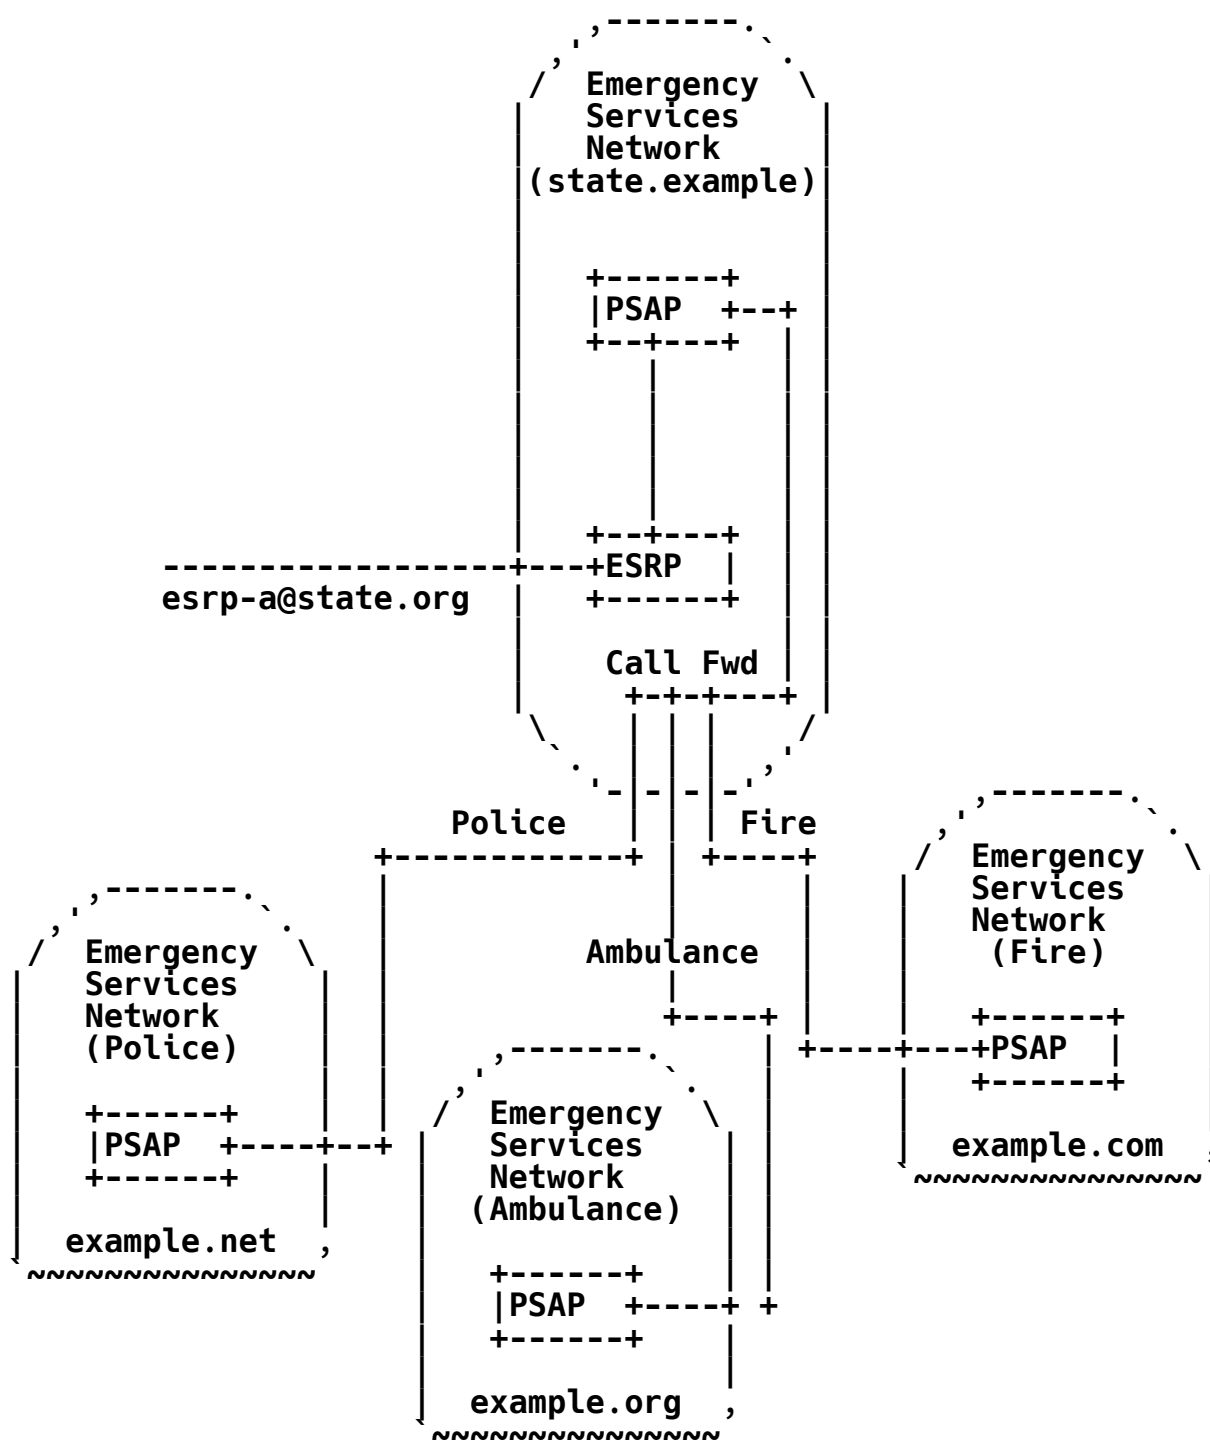 Emergency
Services
Network
(state.example)
PSAP
ESRP
esrp-a@state.org
Call Fwd
Police
Fire
Emergency
Services
Network
(Fire)
PSAP
example.com
Emergency
Services
Network
(Police)
PSAP
example.net
Ambulance
Emergency
Services
Network
(Ambulance)
PSAP
example.org